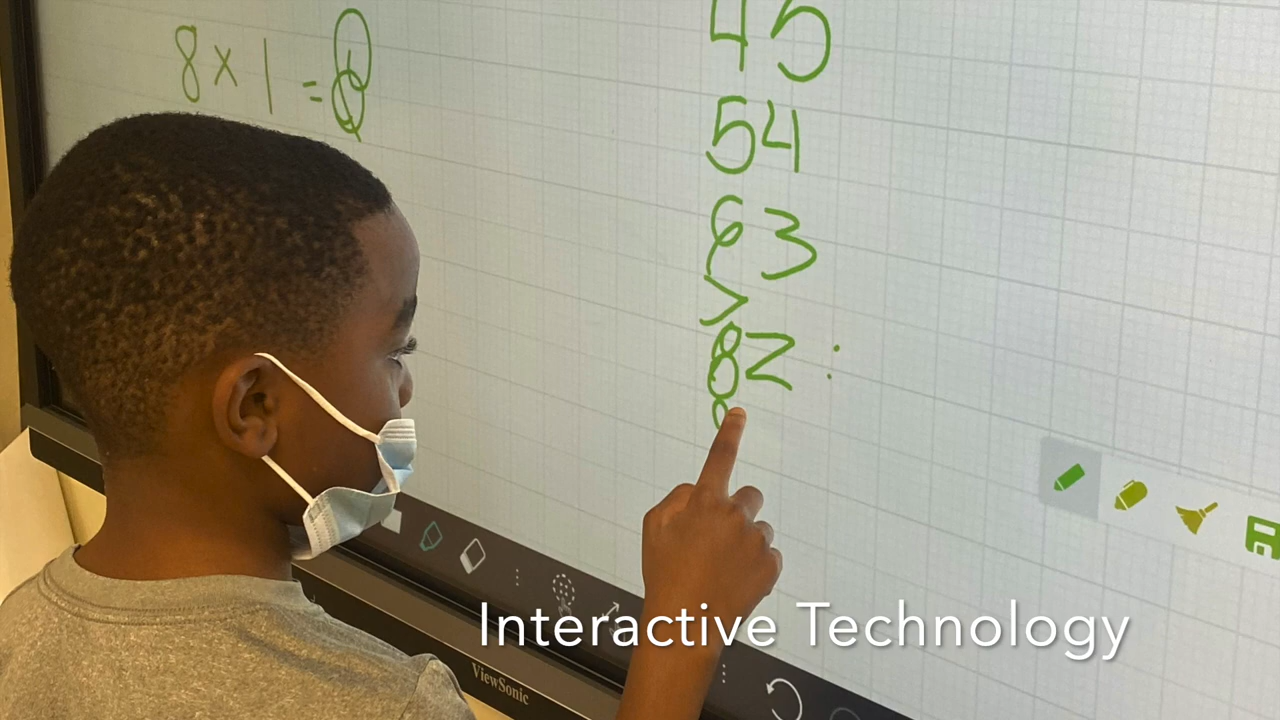 8 × 1 = 8
45
54
63
82 :
Interactive Technology
ViewSonic